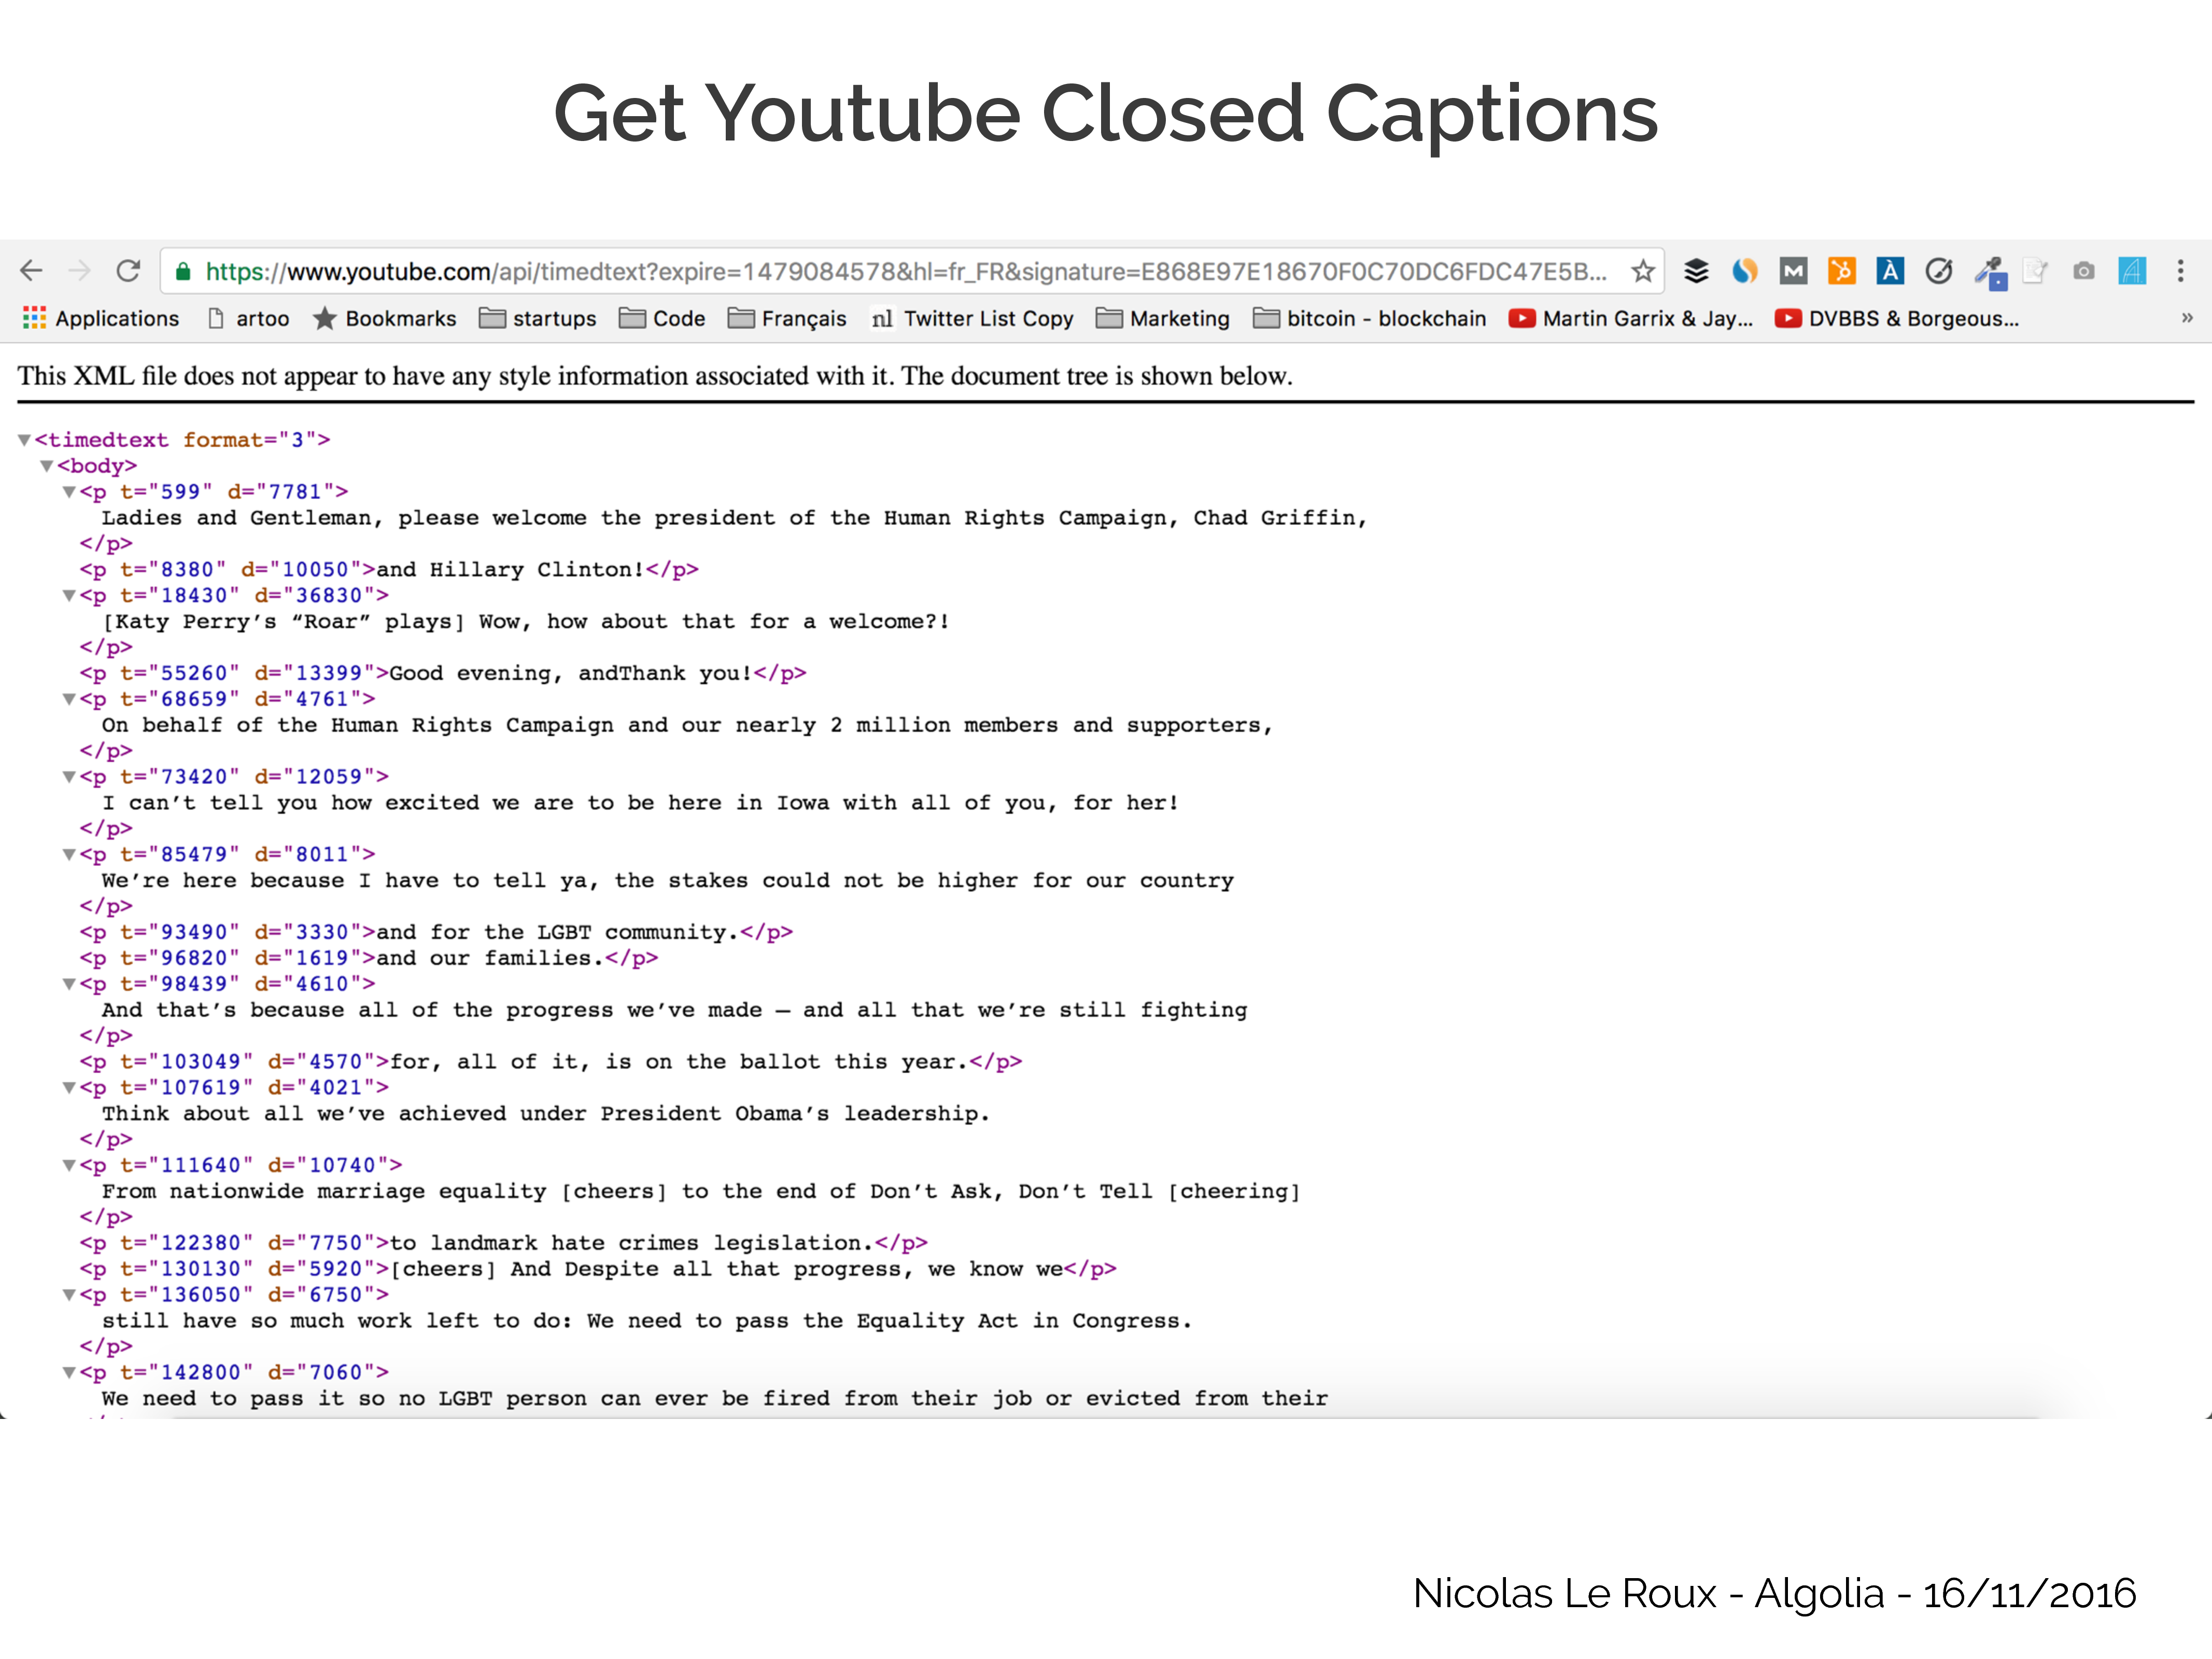 Get Youtube Closed Captions
https://www.youtube.com/api/timedtext?expire=1479084578&hl=fr_FR&signature=E868E97E18670F0C70DC6FDC47E5B...
Applications artoo Bookmarks startups Code Français nl Twitter List Copy Marketing bitcoin - blockchain Martin Garrix & Jay... DVBBS & Borgeous... »
This XML file does not appear to have any style information associated with it. The document tree is shown below.
▼<timedtext format="3">
▼<body>
▼<p t="599" d="7781">
Ladies and Gentleman, please welcome the president of the Human Rights Campaign, Chad Griffin,
</p>
<p t="8380" d="10050">and Hillary Clinton!</p>
▼<p t="18430" d="36830">
[Katy Perry’s “Roar” plays] Wow, how about that for a welcome?!
</p>
<p t="55260" d="13399">Good evening, andThank you!</p>
▼<p t="68659" d="4761">
On behalf of the Human Rights Campaign and our nearly 2 million members and supporters,
</p>
▼<p t="73420" d="12059">
I can’t tell you how excited we are to be here in Iowa with all of you, for her!
</p>
▼<p t="85479" d="8011">
We’re here because I have to tell ya, the stakes could not be higher for our country
</p>
<p t="93490" d="3330">and for the LGBT community.</p>
<p t="96820" d="1619">and our families.</p>
▼<p t="98439" d="4610">
And that’s because all of the progress we’ve made — and all that we’re still fighting
</p>
<p t="103049" d="4570">for, all of it, is on the ballot this year.</p>
▼<p t="107619" d="4021">
Think about all we’ve achieved under President Obama’s leadership.
</p>
▼<p t="111640" d="10740">
From nationwide marriage equality [cheers] to the end of Don’t Ask, Don’t Tell [cheering]
</p>
<p t="122380" d="7750">to landmark hate crimes legislation.</p>
<p t="130130" d="5920">[cheers] And Despite all that progress, we know we</p>
▼<p t="136050" d="6750">
still have so much work left to do: We need to pass the Equality Act in Congress.
</p>
▼<p t="142800" d="7060">
We need to pass it so no LGBT person can ever be fired from their job or evicted from their
Nicolas Le Roux - Algolia - 16/11/2016